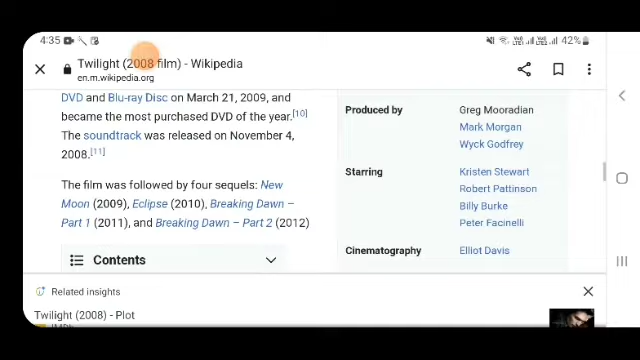 4:35 42%
Twilight (2008 film) - Wikipedia
en.m.wikipedia.org
DVD and Blu-ray Disc on March 21, 2009, and
became the most purchased DVD of the year.[10]
The soundtrack was released on November 4,
2008.[11]
The film was followed by four sequels: New
Moon (2009), Eclipse (2010), Breaking Dawn –
Part 1 (2011), and Breaking Dawn – Part 2 (2012)
Contents
Produced by Greg Mooradian
Mark Morgan
Wyck Godfrey
Starring Kristen Stewart
Robert Pattinson
Billy Burke
Peter Facinelli
Cinematography Elliot Davis
Related insights
Twilight (2008) - Plot